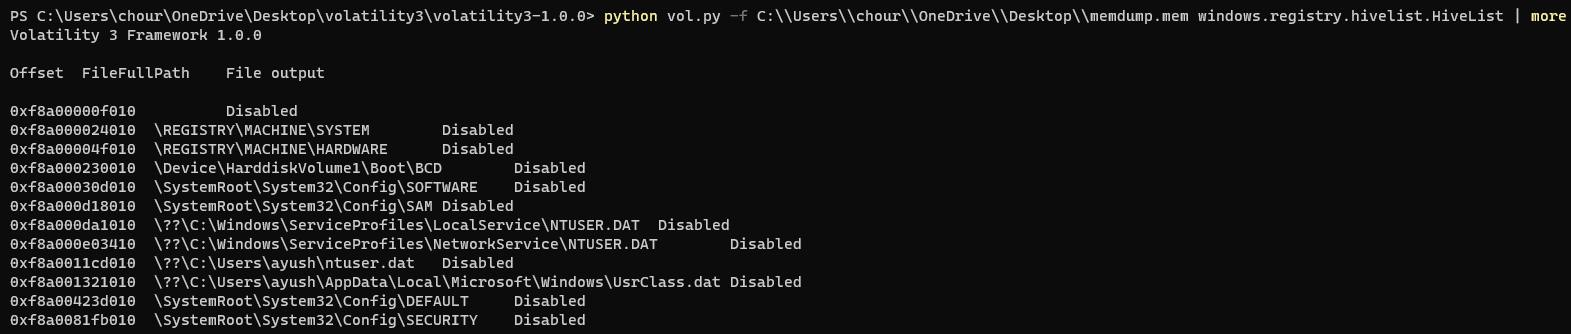 PS C:\Users\chour\OneDrive\Desktop\volatility3\volatility3-1.0.0> python vol.py -f C:\\Users\\chour\\OneDrive\\Desktop\\memdump.mem windows.registry.hivelist.HiveList | more
Volatility 3 Framework 1.0.0
Offset  FileFullPath    File output
0xf8a00000f010          Disabled
0xf8a000024010  \REGISTRY\MACHINE\SYSTEM        Disabled
0xf8a00004f010  \REGISTRY\MACHINE\HARDWARE      Disabled
0xf8a000230010  \Device\HarddiskVolume1\Boot\BCD        Disabled
0xf8a00030d010  \SystemRoot\System32\Config\SOFTWARE    Disabled
0xf8a000d18010  \SystemRoot\System32\Config\SAM Disabled
0xf8a000da1010  \??\C:\Windows\ServiceProfiles\LocalService\NTUSER.DAT  Disabled
0xf8a000e03410  \??\C:\Windows\ServiceProfiles\NetworkService\NTUSER.DAT        Disabled
0xf8a0011cd010  \??\C:\Users\ayush\ntuser.dat   Disabled
0xf8a001321010  \??\C:\Users\ayush\AppData\Local\Microsoft\Windows\UsrClass.dat Disabled
0xf8a00423d010  \SystemRoot\System32\Config\DEFAULT     Disabled
0xf8a0081fb010  \SystemRoot\System32\Config\SECURITY    Disabled